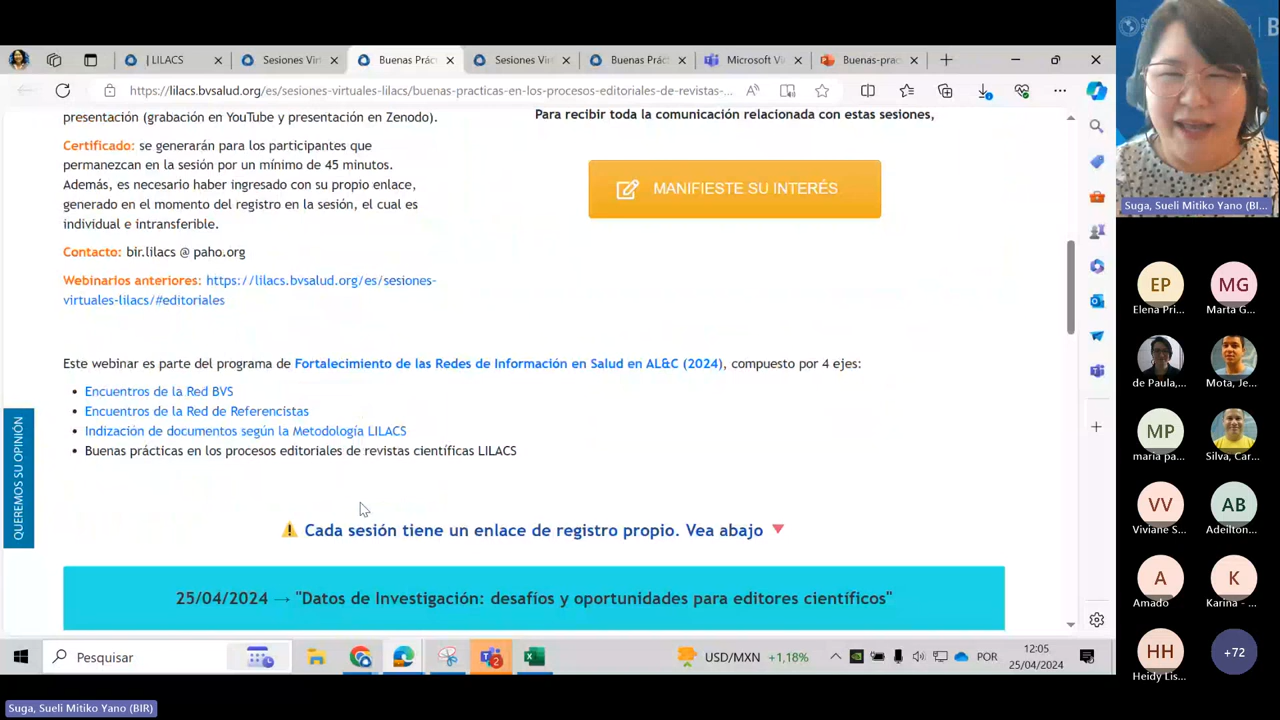 | LILACS
Sesiones Virt
Buenas Prác
Sesiones Virt
Buenas Práct
Microsoft Vi
Buenas-prac
https://lilacs.bvsalud.org/es/sesiones-virtuales-lilacs/buenas-practicas-en-los-procesos-editoriales-de-revistas-...
presentación (grabación en YouTube y presentación en Zenodo).
Certificado: se generarán para los participantes que
permanezcan en la sesión por un mínimo de 45 minutos.
Además, es necesario haber ingresado con su propio enlace,
generado en el momento del registro en la sesión, el cual es
individual e intransferible.
Contacto: bir.lilacs @ paho.org
Webinarios anteriores: https://lilacs.bvsalud.org/es/sesiones-
virtuales-lilacs/#editoriales
Para recibir toda la comunicación relacionada con estas sesiones,
MANIFIESTE SU INTERÉS
Este webinar es parte del programa de Fortalecimiento de las Redes de Información en Salud en AL&C (2024), compuesto por 4 ejes:
• Encuentros de la Red BVS
• Encuentros de la Red de Referencistas
• Indización de documentos según la Metodología LILACS
• Buenas prácticas en los procesos editoriales de revistas científicas LILACS
QUEREMOS SU OPINIÓN
Cada sesión tiene un enlace de registro propio. Vea abajo
25/04/2024 → "Datos de Investigación: desafíos y oportunidades para editores científicos"
Pesquisar
2
USD/MXN +1,18%
POR
12:05
25/04/2024
Suga, Sueli Mitiko Yano (BIR)
Suga, Sueli Mitiko Yano (BI...
EP
Elena Pri...
MG
Marta G...
de Paula,...
Mota, Je...
MP
maria pa...
Silva, Car...
VV
Viviane S...
AB
Adeilton...
A
Amado
K
Karina - ...
HH
Heidy Lis...
+72